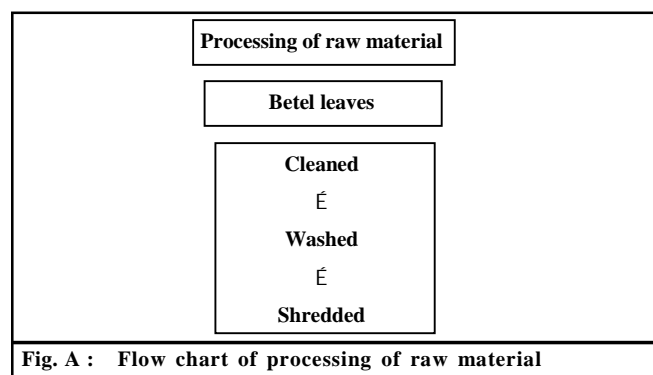 Processing of raw material
Betel leaves
Cleaned
É
Washed
É
Shredded
Fig. A : Flow chart of processing of raw material